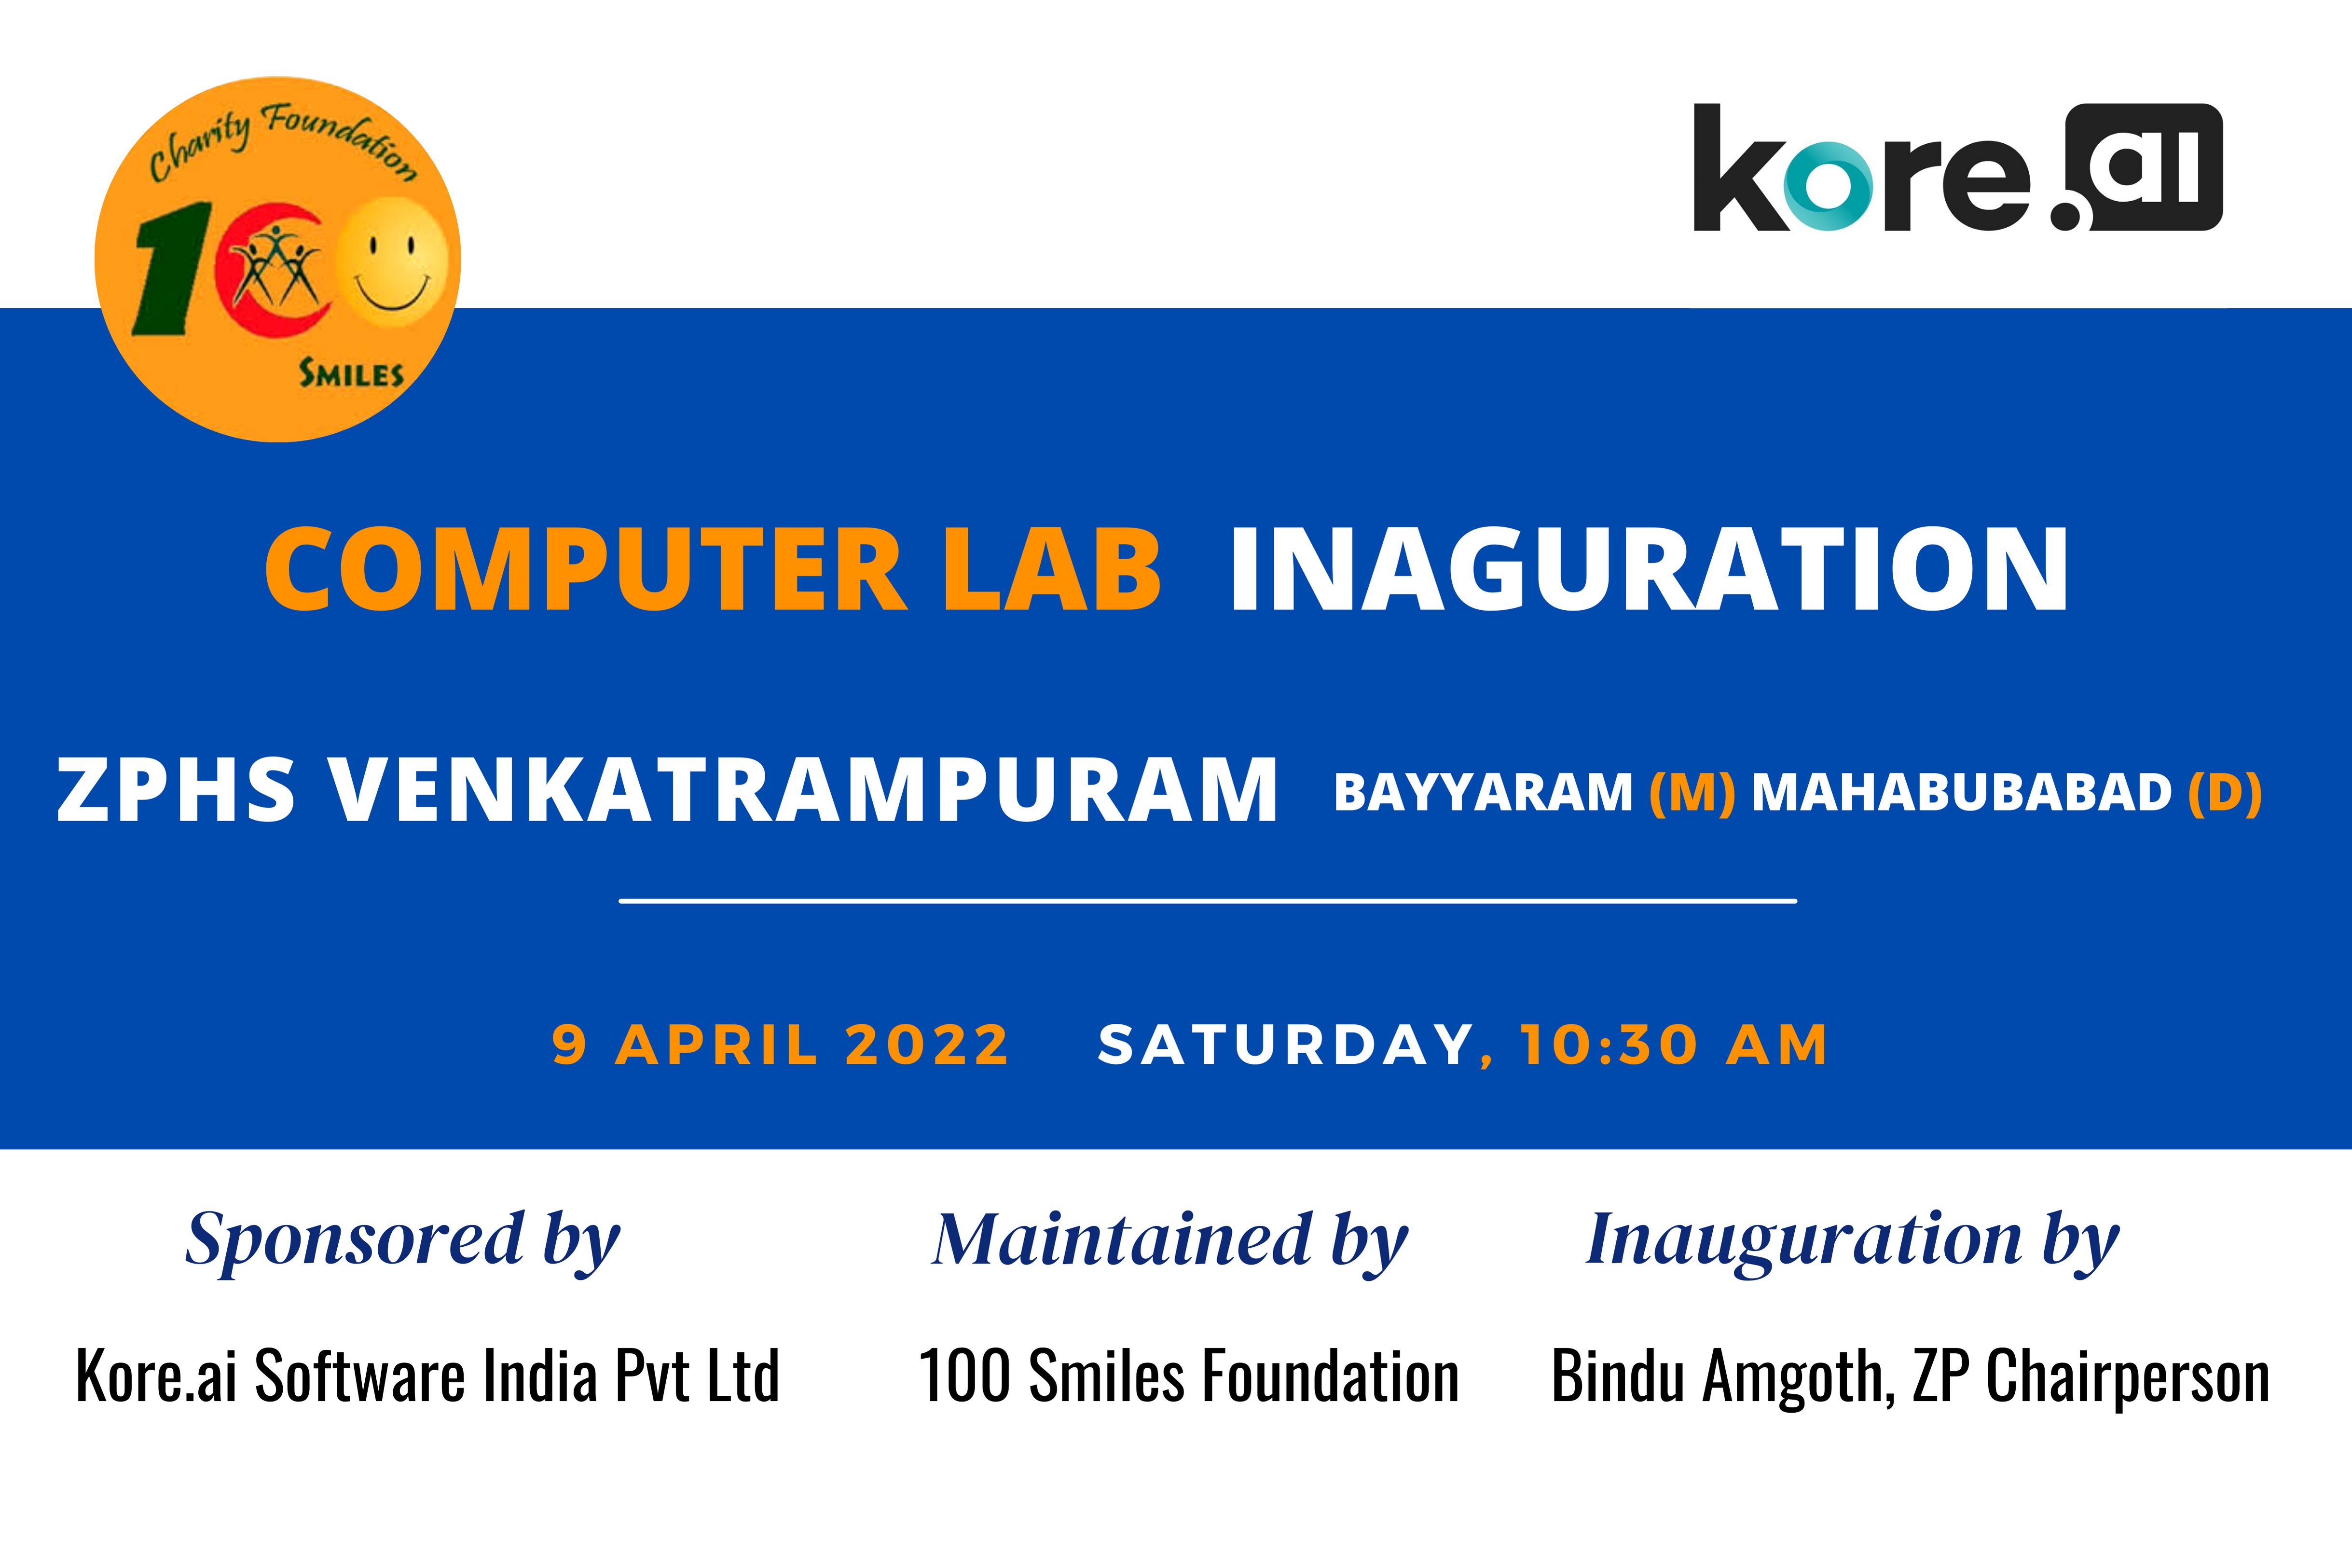 Charity Foundation
100
SMILES
kore.ai
COMPUTER LAB INAGURATION
ZPHS VENKATRAMPURAM BAYYARAM (M) MAHABUBABAD (D)
9 APRIL 2022 SATURDAY, 10:30 AM
Sponsored by Maintained by Inauguration by
Kore.ai Software India Pvt Ltd 100 Smiles Foundation Bindu Amgoth, ZP Chairperson